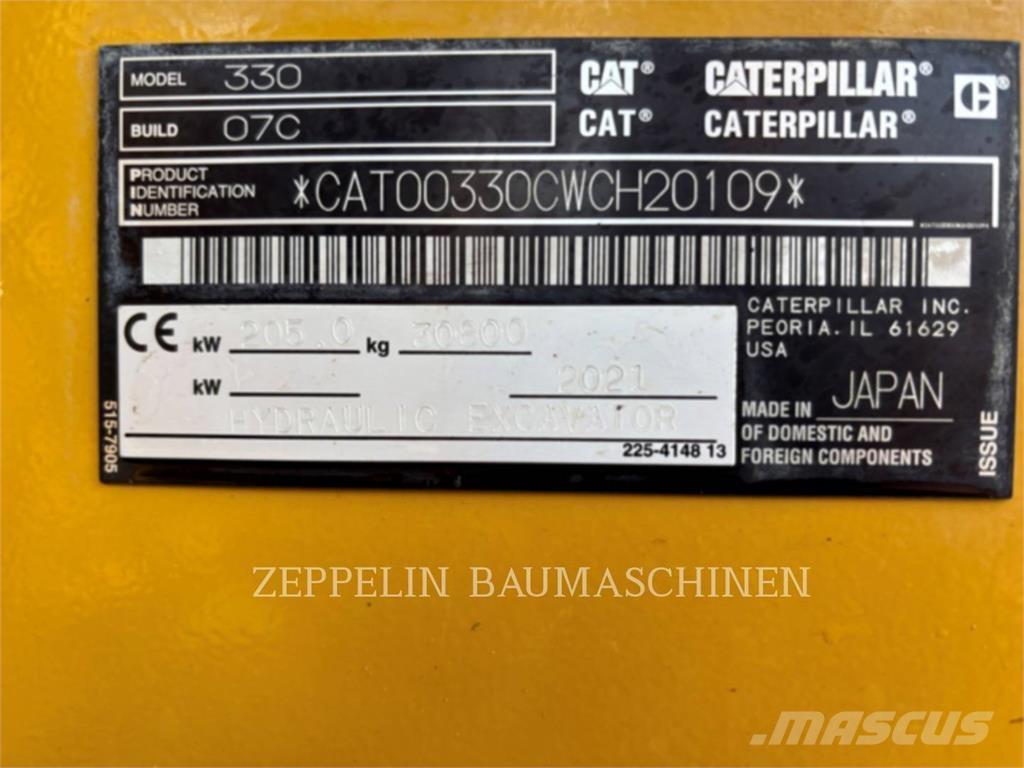 MODEL 330
CAT® CATERPILLAR®
BUILD 07C
CAT® CATERPILLAR®
PRODUCT
IDENTIFICATION
NUMBER
*CAT00330CWCH20109*
CE kW 205.0 kg 30800
kW 2021
HYDRAULIC EXCAVATOR
225-4148 13
515-7905
CATERPILLAR INC.
PEORIA. IL 61629
USA
MADE IN JAPAN
OF DOMESTIC AND
FOREIGN COMPONENTS
ISSUE
ZEPPELIN BAUMASCHINEN
MASCUS